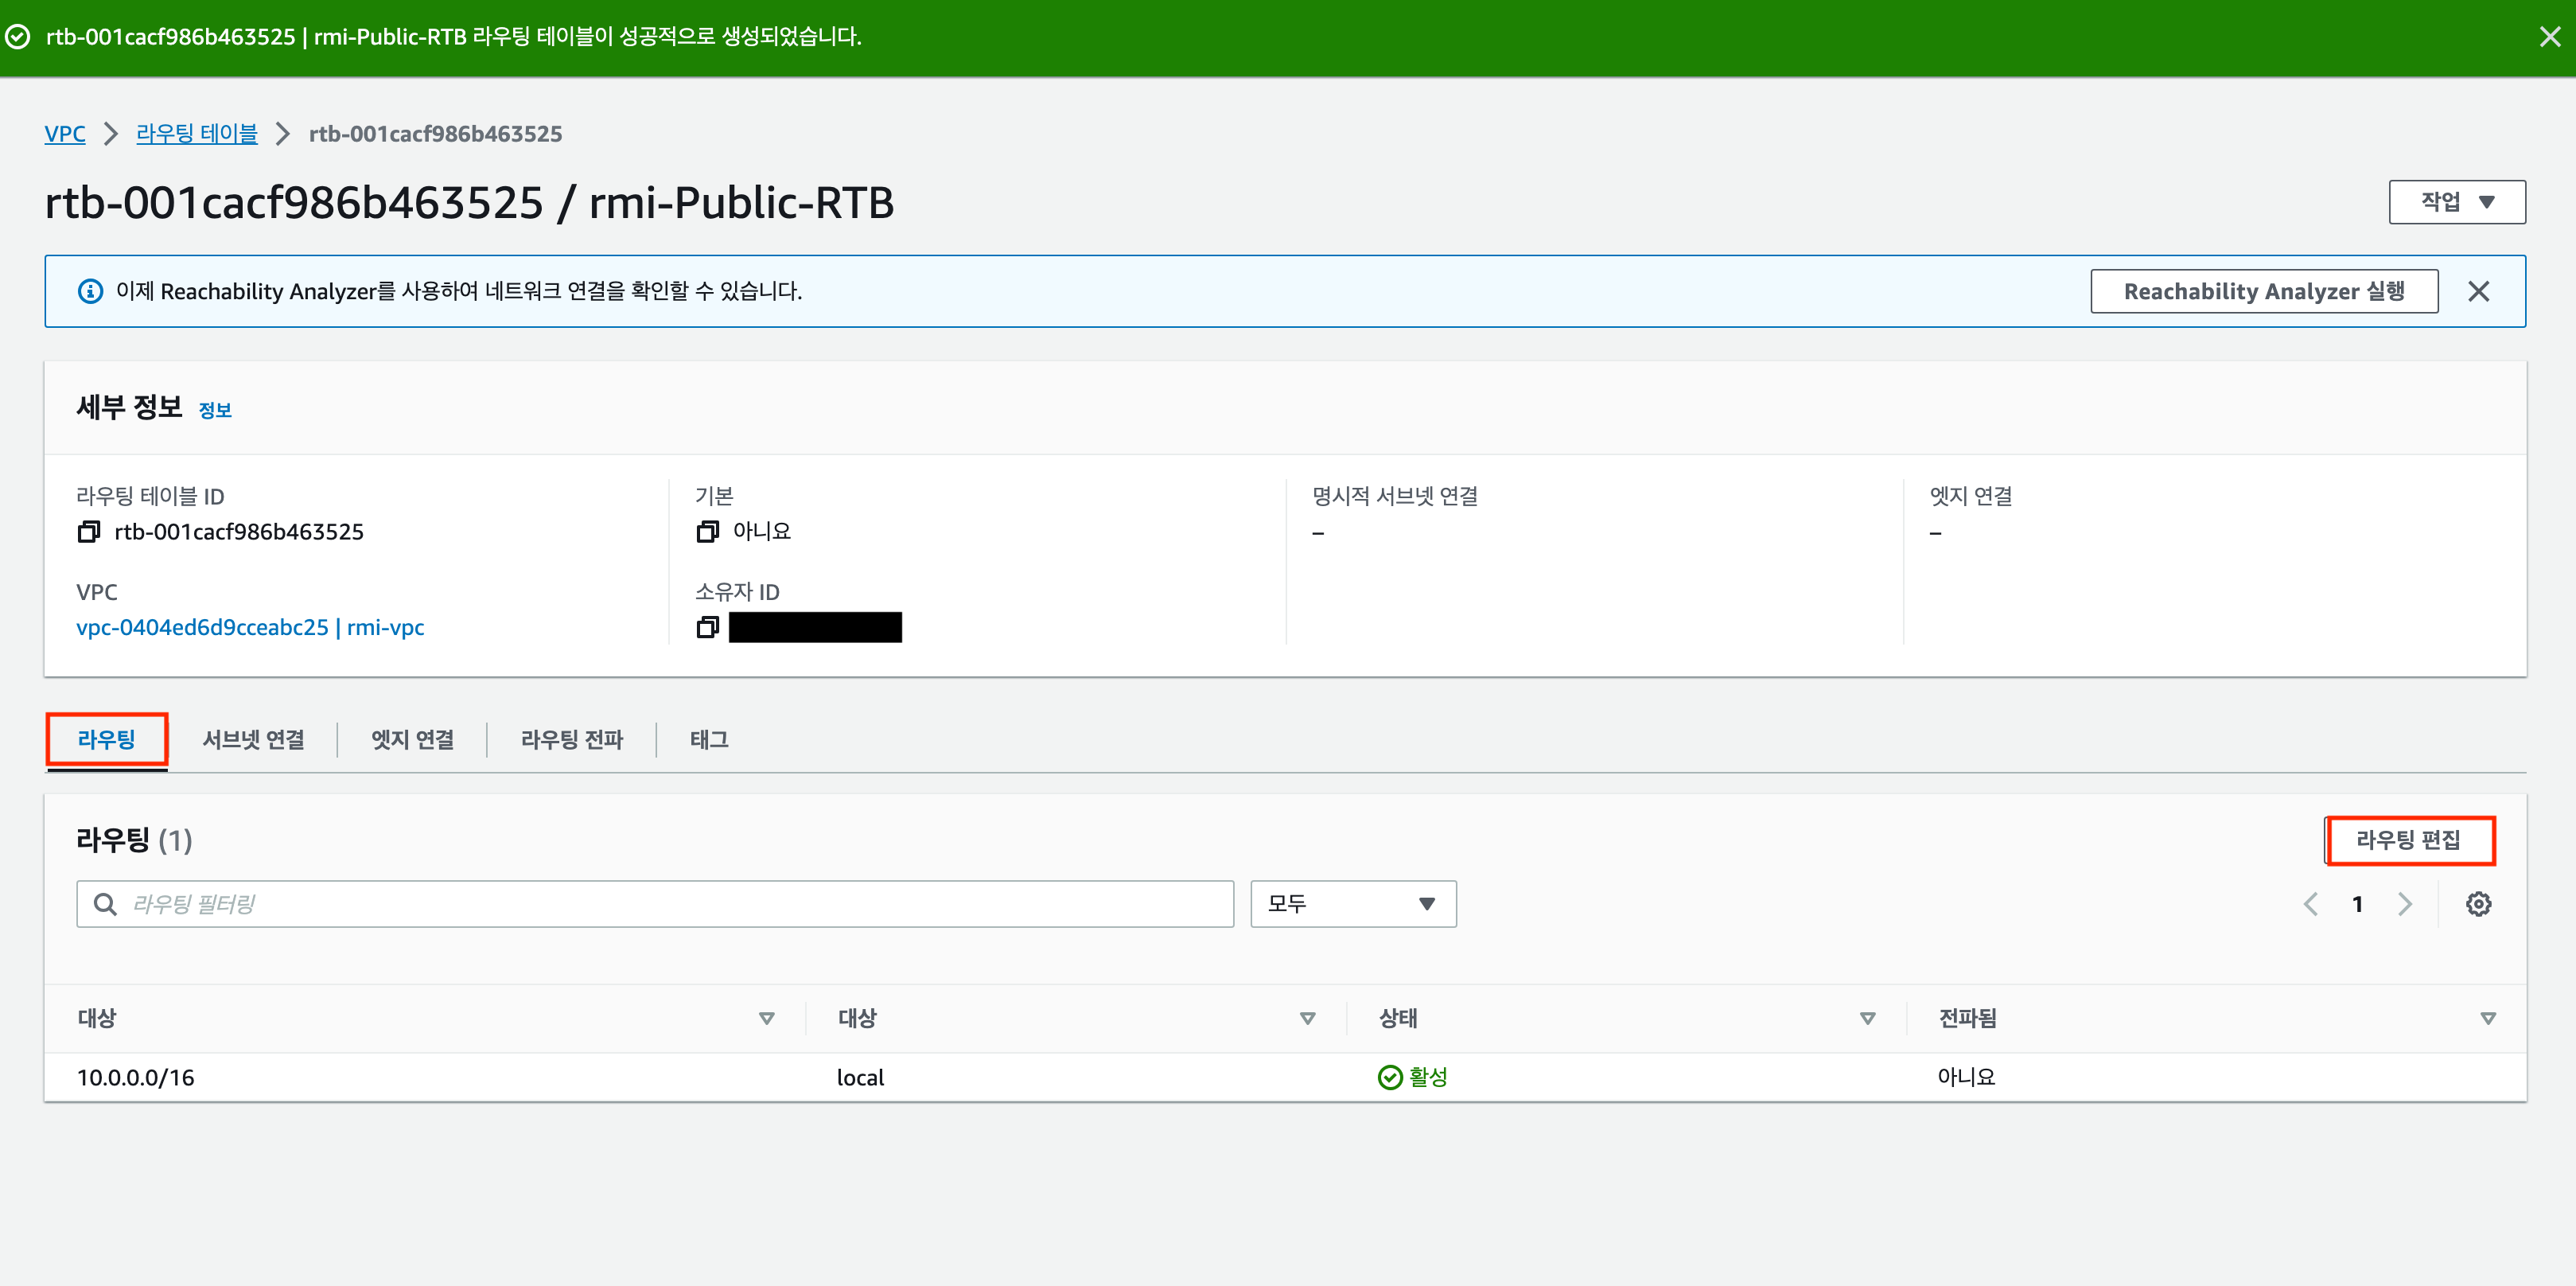 rtb-001cacf986b463525 | rmi-Public-RTB 라우팅 테이블이 성공적으로 생성되었습니다.
VPC 라우팅 테이블 rtb-001cacf986b463525
rtb-001cacf986b463525 / rmi-Public-RTB
작업
이제 Reachability Analyzer를 사용하여 네트워크 연결을 확인할 수 있습니다.
Reachability Analyzer 실행
세부 정보 정보
라우팅 테이블 ID
rtb-001cacf986b463525
기본
아니요
명시적 서브넷 연결
–
엣지 연결
–
VPC
vpc-0404ed6d9cceabc25 | rmi-vpc
소유자 ID
라우팅 서브넷 연결 엣지 연결 라우팅 전파 태그
라우팅 (1)
라우팅 편집
라우팅 필터링
모두
1
대상 대상 상태 전파됨
10.0.0.0/16 local 활성 아니요